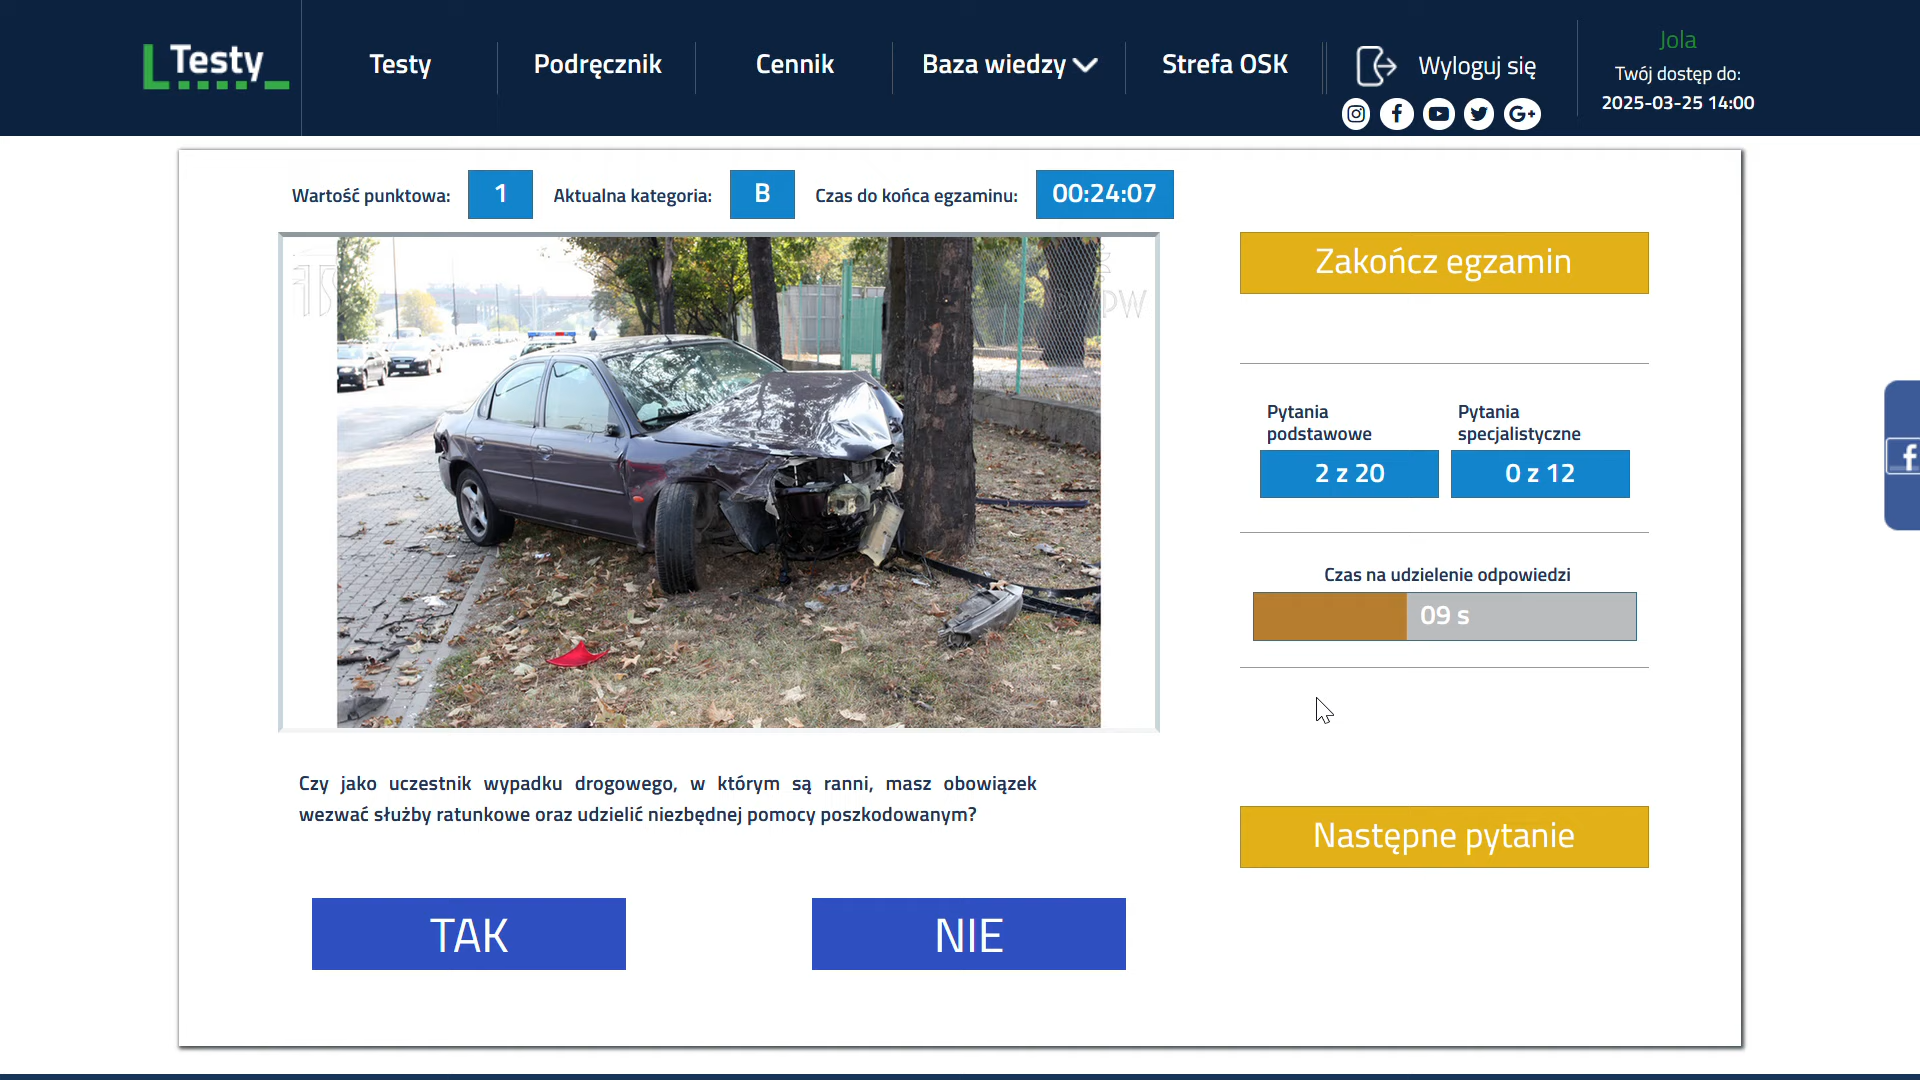 Testy
Testy
Podręcznik
Cennik
Baza wiedzy
Strefa OSK
Wyloguj się
Jola
Twój dostęp do:
2025-03-25 14:00
Wartość punktowa:
1
Aktualna kategoria:
B
Czas do końca egzaminu:
00:24:07
Zakończ egzamin
Pytania
podstawowe
2 z 20
Pytania
specjalistyczne
0 z 12
Czas na udzielenie odpowiedzi
09 s
Czy jako uczestnik wypadku drogowego, w którym są ranni, masz obowiązek
wezwać służby ratunkowe oraz udzielić niezbędnej pomocy poszkodowanym?
Następne pytanie
TAK
NIE